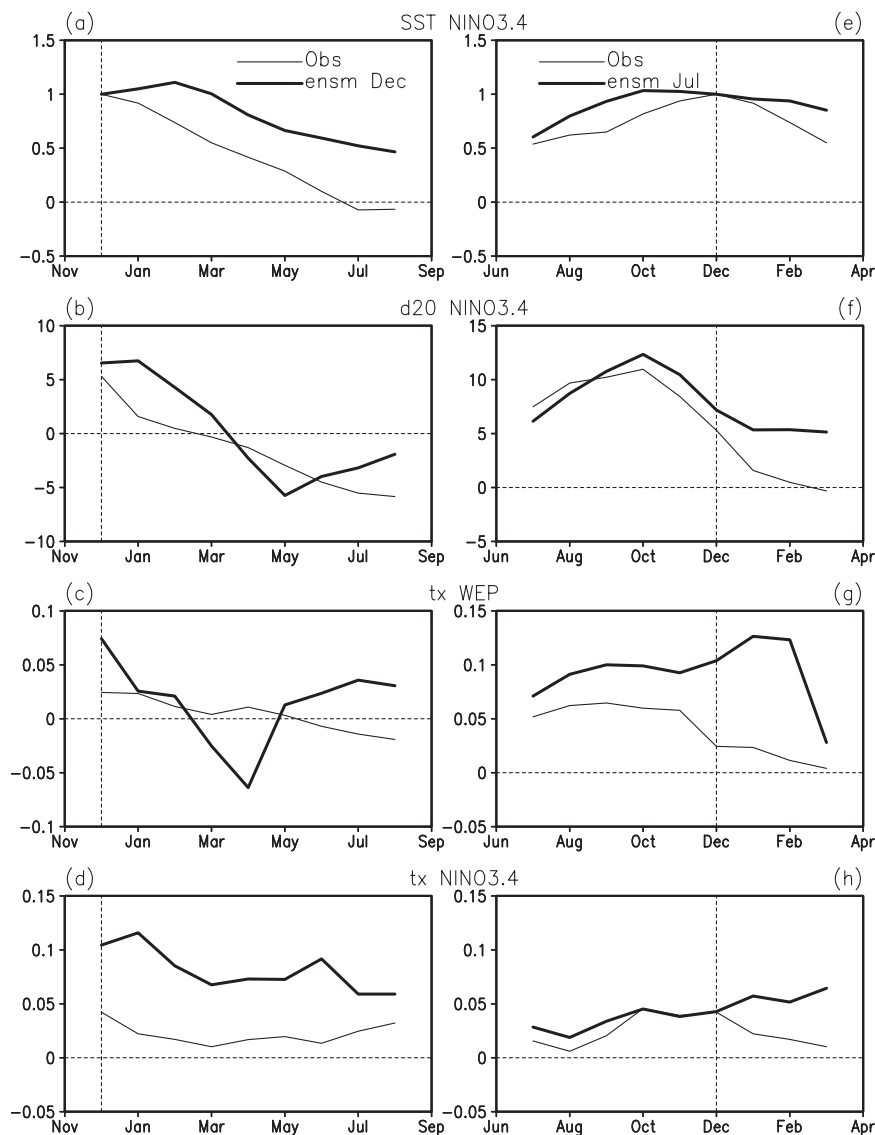 (a) SST NINO3.4 (e)
1.5 1.5
Obs Obs
ensm Dec ensm Jul
1 1
0.5 0.5
0 0
-0.5 -0.5
Nov Jan Mar May Jul Sep Jun Aug Oct Dec Feb Apr
(b) d20 NINO3.4 (f)
10 15
5 10
0 5
-5 0
-10 -5
Nov Jan Mar May Jul Sep Jun Aug Oct Dec Feb Apr
(c) tx WEP (g)
0.1 0.15
0.05 0.1
0 0.05
-0.05 0
-0.1 -0.05
Nov Jan Mar May Jul Sep Jun Aug Oct Dec Feb Apr
(d) tx NINO3.4 (h)
0.15 0.15
0.1 0.1
0.05 0.05
0 0
-0.05 -0.05
Nov Jan Mar May Jul Sep Jun Aug Oct Dec Feb Apr